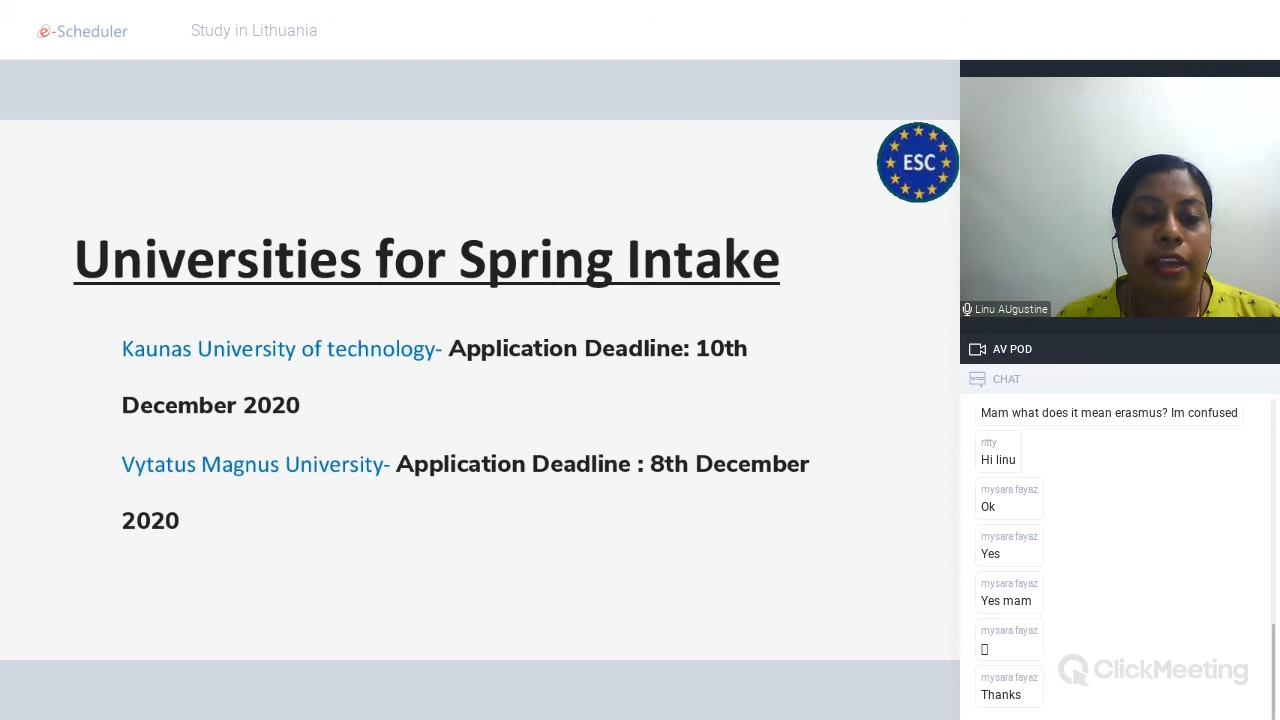 e-Scheduler
Study in Lithuania
ESC
Universities for Spring Intake
Kaunas University of technology- Application Deadline: 10th
December 2020
Vytatus Magnus University- Application Deadline : 8th December
2020
Linu AUgustine
AV POD
CHAT
Mam what does it mean erasmus? Im confused
ritty
Hi linu
mysara fayaz
Ok
mysara fayaz
Yes
mysara fayaz
Yes mam
mysara fayaz
mysara fayaz
Thanks
ClickMeeting